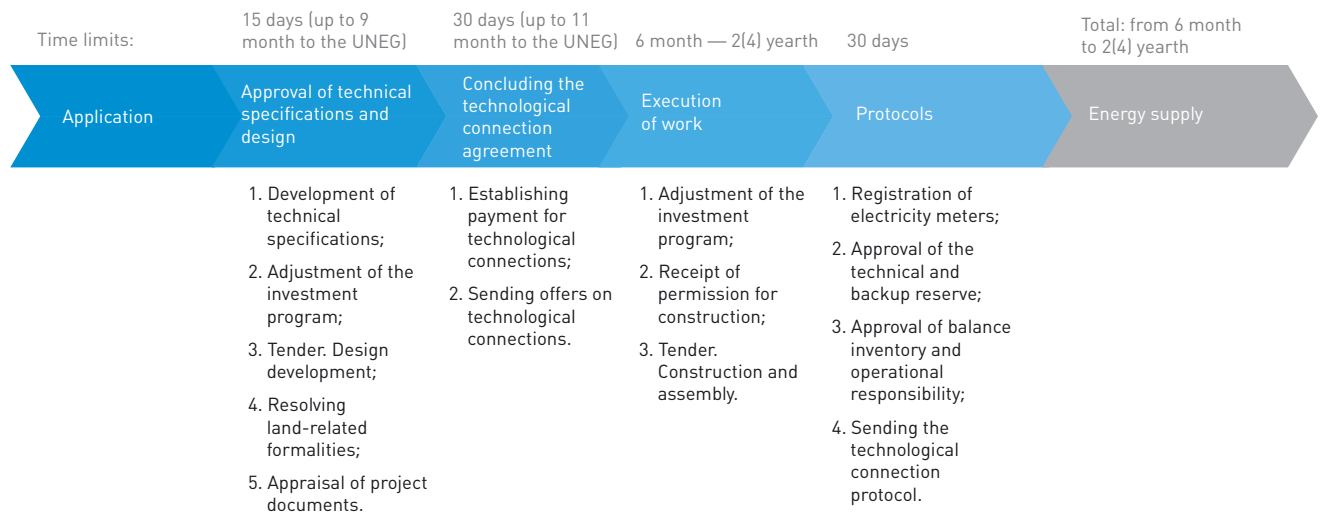 Time limits:
15 days (up to 9
month to the UNEG)
30 days (up to 11
month to the UNEG)
6 month — 2(4) yearth
30 days
Total: from 6 month
to 2(4) yearth
Application
Approval of technical
specifications and
design
Concluding the
technological
connection
agreement
Execution
of work
Protocols
Energy supply
1. Development of
technical
specifications;
2. Adjustment of the
investment
program;
3. Tender. Design
development;
4. Resolving
land-related
formalities;
5. Appraisal of project
documents.
1. Establishing
payment for
technological
connections;
2. Sending offers on
technological
connections.
1. Adjustment of the
investment
program;
2. Receipt of
permission for
construction;
3. Tender.
Construction and
assembly.
1. Registration of
electricity meters;
2. Approval of the
technical and
backup reserve;
3. Approval of balance
inventory and
operational
responsibility;
4. Sending the
technological
connection
protocol.